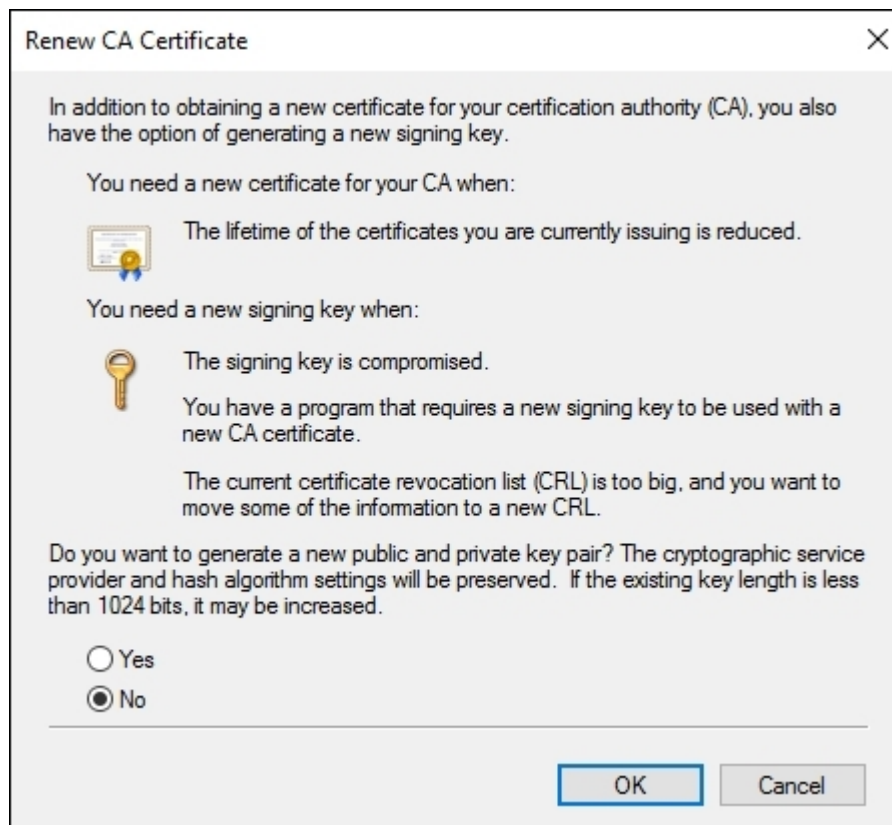 Renew CA Certificate
In addition to obtaining a new certificate for your certification authority (CA), you also
have the option of generating a new signing key.
You need a new certificate for your CA when:
The lifetime of the certificates you are currently issuing is reduced.
You need a new signing key when:
The signing key is compromised.
You have a program that requires a new signing key to be used with a
new CA certificate.
The current certificate revocation list (CRL) is too big, and you want to
move some of the information to a new CRL.
Do you want to generate a new public and private key pair? The cryptographic service
provider and hash algorithm settings will be preserved.  If the existing key length is less
than 1024 bits, it may be increased.
Yes
No
OK
Cancel